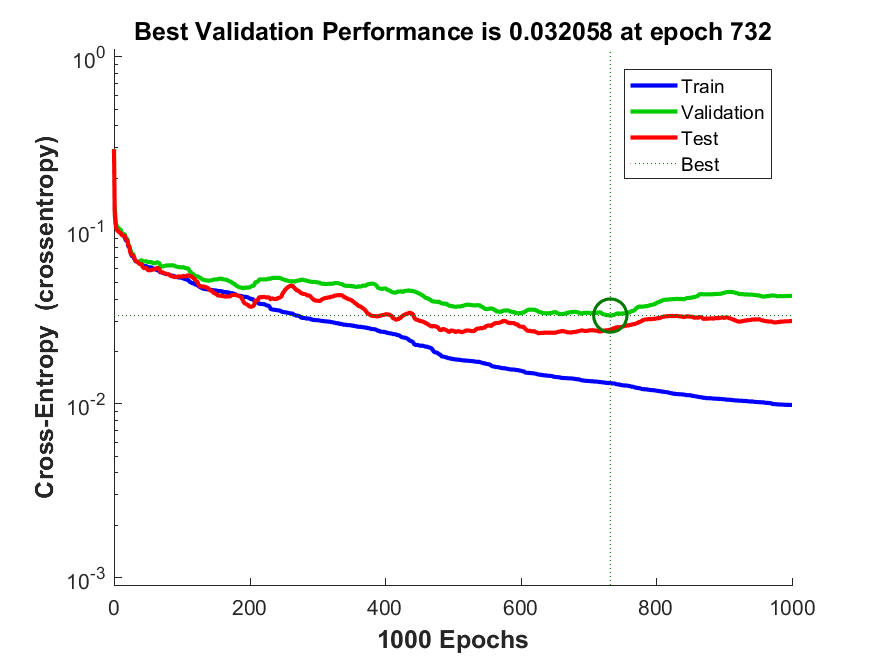 Best Validation Performance is 0.032058 at epoch 732
Cross-Entropy (crossentropy)
10^0
10^-1
10^-2
10^-3
Train
Validation
Test
Best
0
200
400
600
800
1000
1000 Epochs